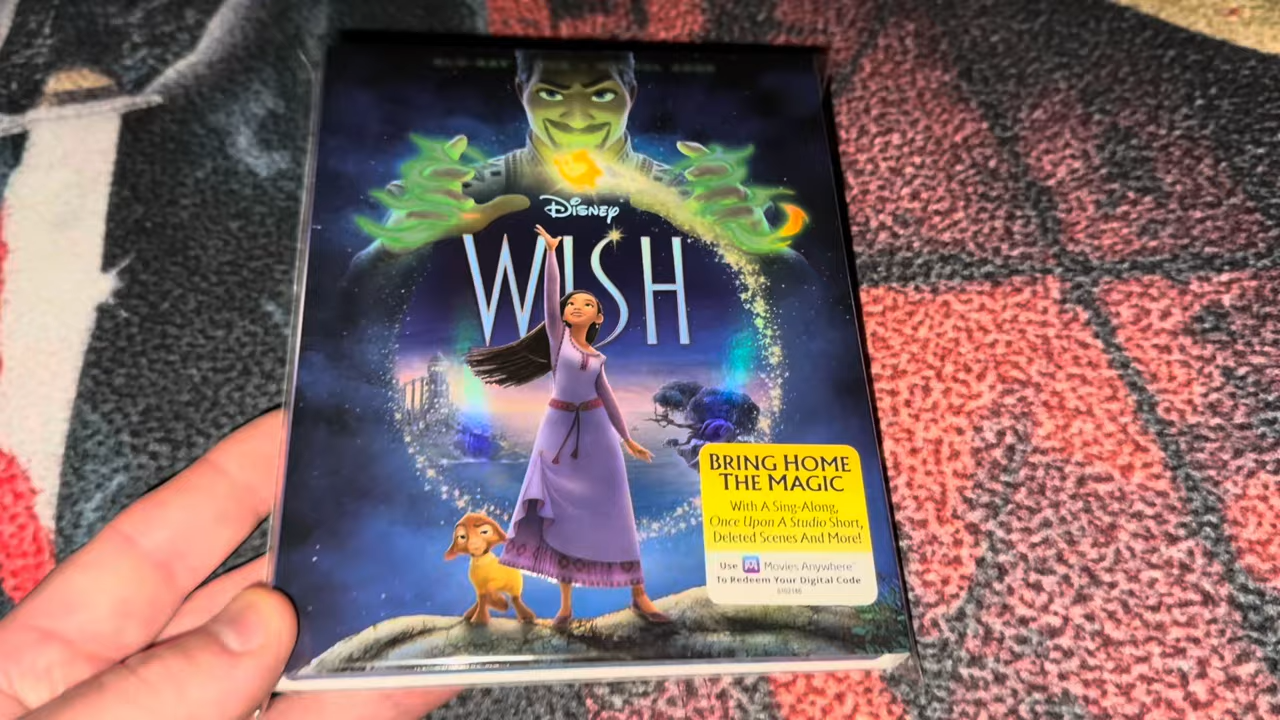 DISNEY
WISH
BRING HOME
THE MAGIC
With A Sing-Along,
Once Upon A Studio Short,
Deleted Scenes And More!
Use Movies Anywhere
To Redeem Your Digital Code